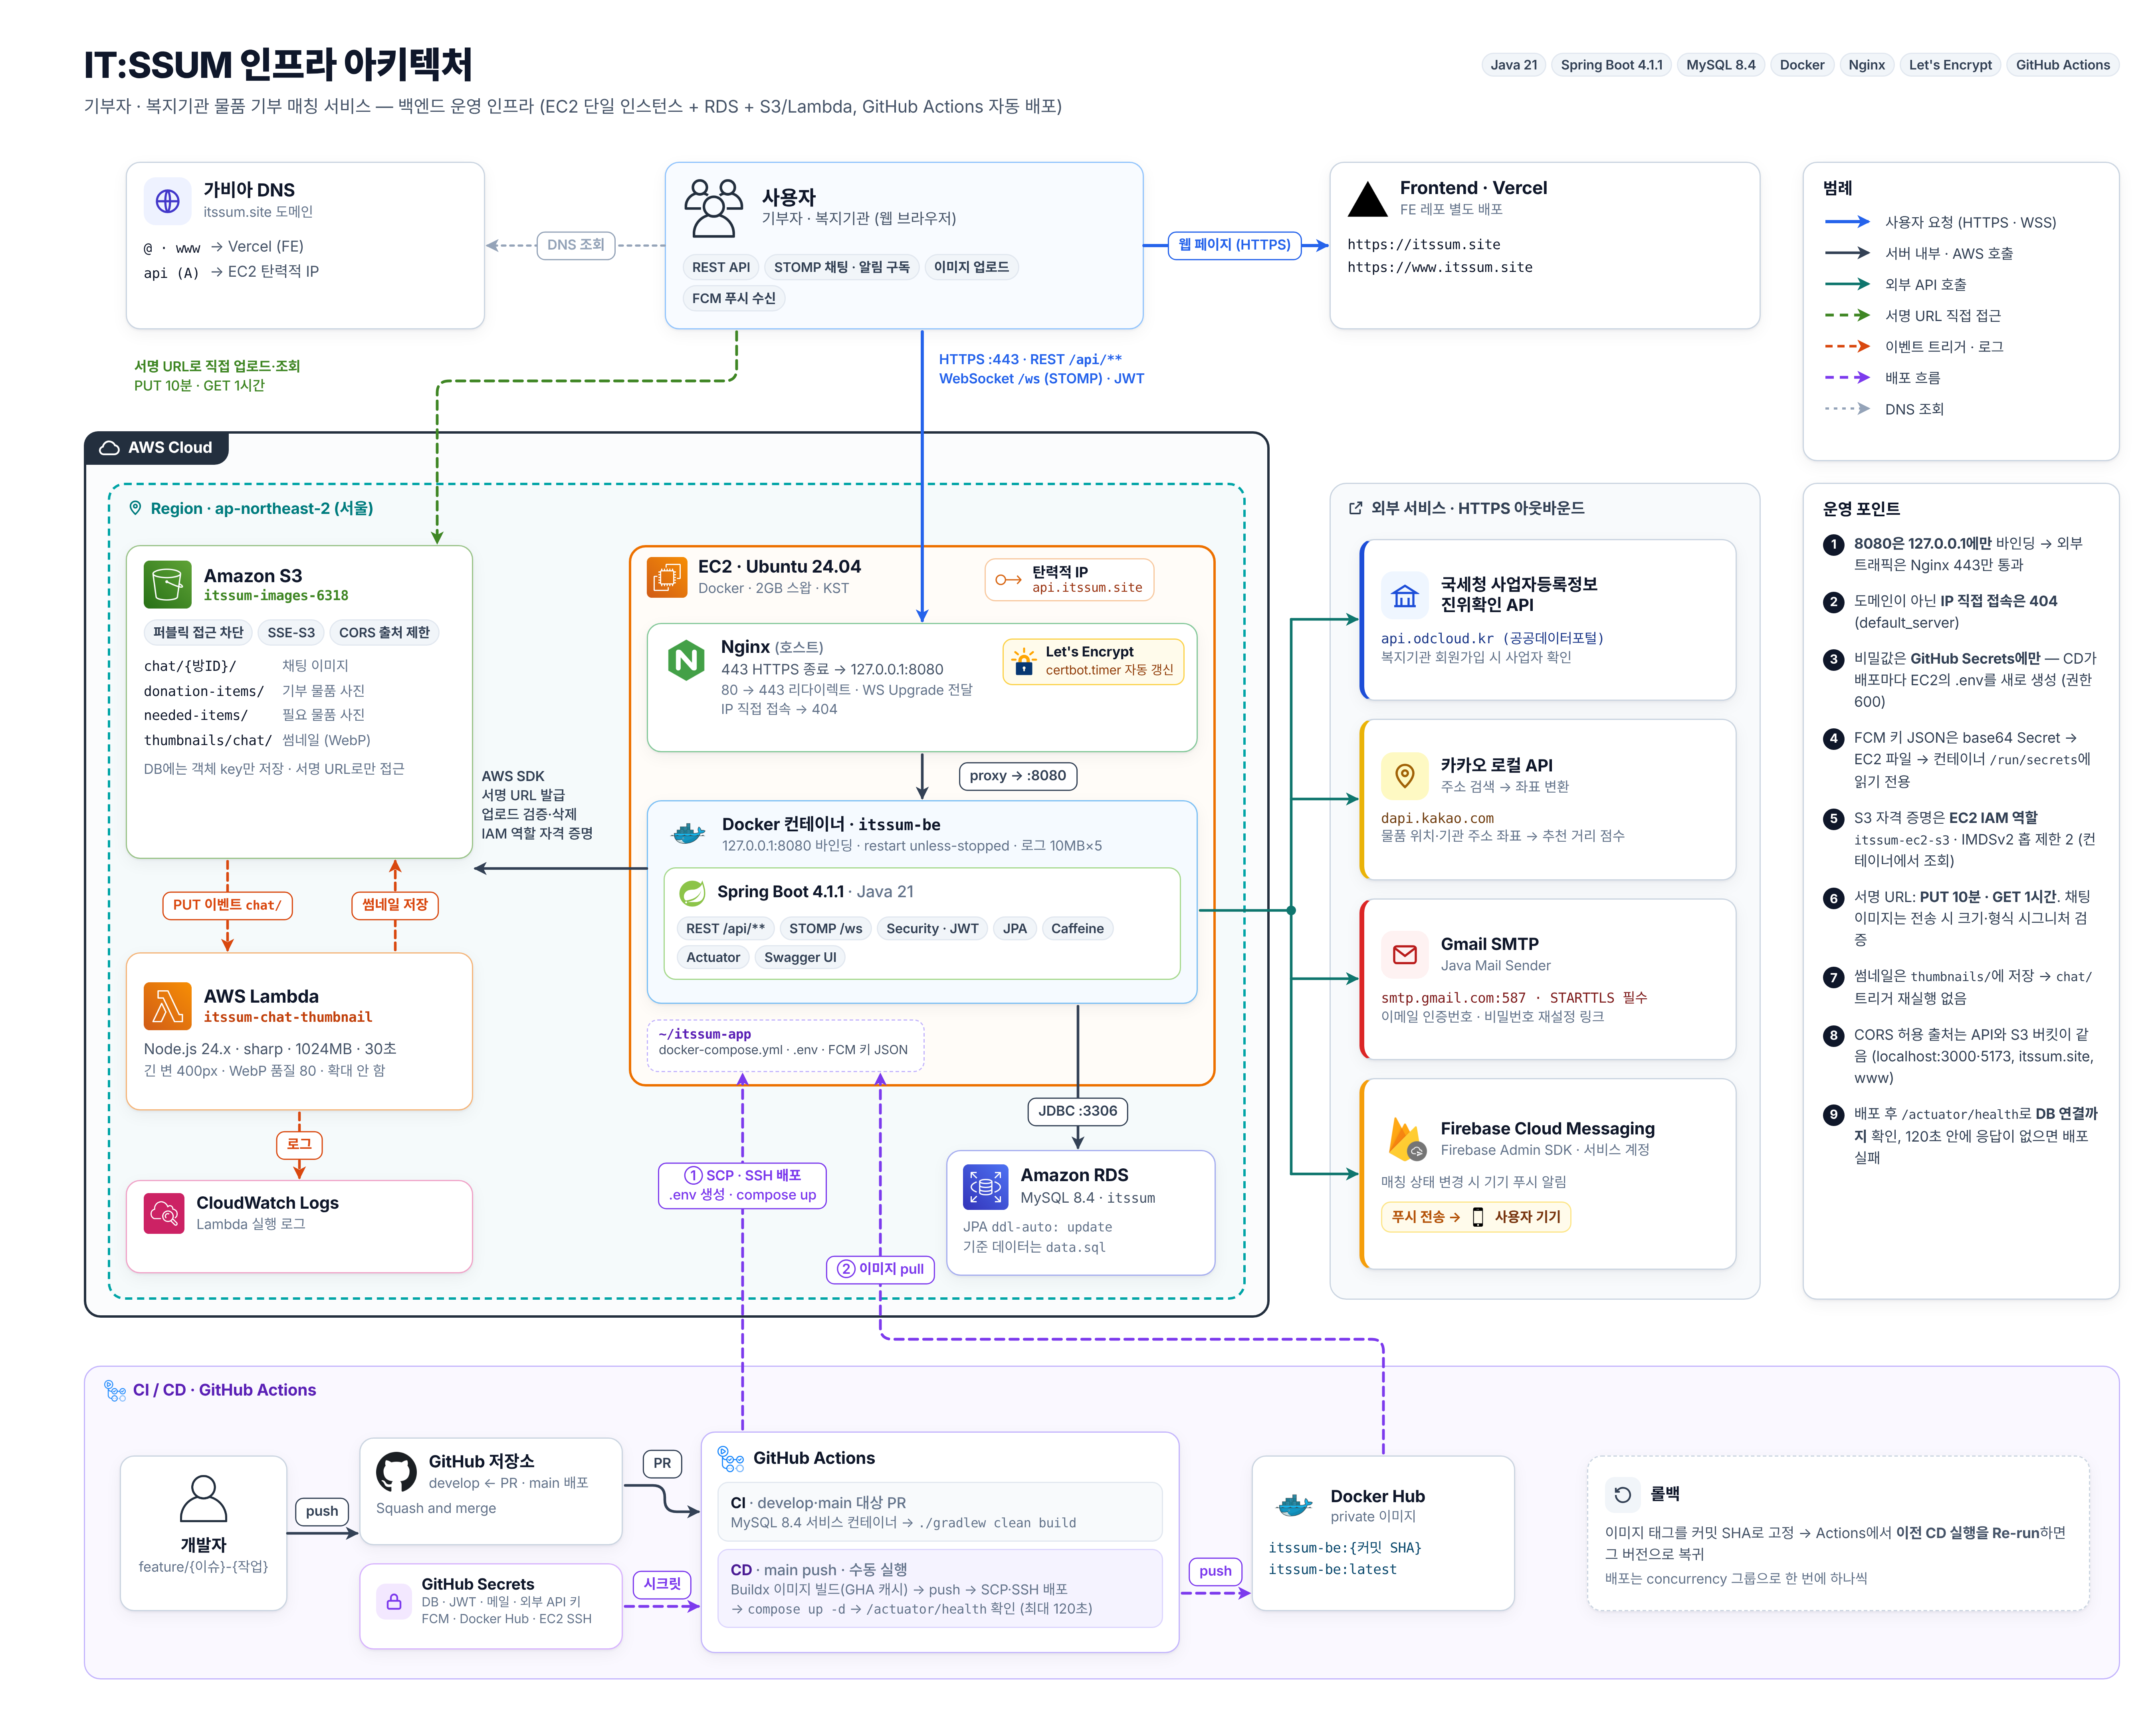 IT:SSUM 인프라 아키텍처
기부자 · 복지기관 물품 기부 매칭 서비스 — 백엔드 운영 인프라 (EC2 단일 인스턴스 + RDS + S3/Lambda, GitHub Actions 자동 배포)
Java 21
Spring Boot 4.1.1
MySQL 8.4
Docker
Nginx
Let's Encrypt
GitHub Actions
가비아 DNS
itssum.site 도메인
@ · www → Vercel (FE)
api (A) → EC2 탄력적 IP
DNS 조회
사용자
기부자 · 복지기관 (웹 브라우저)
REST API
STOMP 채팅 · 알림 구독
이미지 업로드
FCM 푸시 수신
웹 페이지 (HTTPS)
Frontend · Vercel
FE 레포 별도 배포
https://itssum.site
https://www.itssum.site
범례
사용자 요청 (HTTPS · WSS)
서버 내부 · AWS 호출
외부 API 호출
서명 URL 직접 접근
이벤트 트리거 · 로그
배포 흐름
DNS 조회
서명 URL로 직접 업로드·조회
PUT 10분 · GET 1시간
HTTPS :443 · REST /api/**
WebSocket /ws (STOMP) · JWT
AWS Cloud
Region · ap-northeast-2 (서울)
Amazon S3
itssum-images-6318
퍼블릭 접근 차단
SSE-S3
CORS 출처 제한
chat/{방ID}/ 채팅 이미지
donation-items/ 기부 물품 사진
needed-items/ 필요 물품 사진
thumbnails/chat/ 썸네일 (WebP)
DB에는 객체 key만 저장 · 서명 URL로만 접근
AWS SDK
서명 URL 발급
업로드 검증·삭제
IAM 역할 자격 증명
PUT 이벤트 chat/
썸네일 저장
AWS Lambda
itssum-chat-thumbnail
Node.js 24.x · sharp · 1024MB · 30초
긴 변 400px · WebP 품질 80 · 확대 안 함
로그
CloudWatch Logs
Lambda 실행 로그
EC2 · Ubuntu 24.04
Docker · 2GB 스왑 · KST
탄력적 IP
api.itssum.site
Nginx (호스트)
443 HTTPS 종료 → 127.0.0.1:8080
80 → 443 리다이렉트 · WS Upgrade 전달
IP 직접 접속 → 404
Let's Encrypt
certbot.timer 자동 갱신
proxy → :8080
Docker 컨테이너 · itssum-be
127.0.0.1:8080 바인딩 · restart unless-stopped · 로그 10MB×5
Spring Boot 4.1.1 · Java 21
REST /api/**
STOMP /ws
Security · JWT
JPA
Caffeine
Actuator
Swagger UI
~/itssum-app
docker-compose.yml · .env · FCM 키 JSON
JDBC :3306
① SCP · SSH 배포
.env 생성 · compose up
② 이미지 pull
Amazon RDS
MySQL 8.4 · itssum
JPA ddl-auto: update
기준 데이터는 data.sql
외부 서비스 · HTTPS 아웃바운드
국세청 사업자등록정보
진위확인 API
api.odcloud.kr (공공데이터포털)
복지기관 회원가입 시 사업자 확인
카카오 로컬 API
주소 검색 → 좌표 변환
dapi.kakao.com
물품 위치·기관 주소 좌표 → 추천 거리 점수
Gmail SMTP
Java Mail Sender
smtp.gmail.com:587 · STARTTLS 필수
이메일 인증번호 · 비밀번호 재설정 링크
Firebase Cloud Messaging
Firebase Admin SDK · 서비스 계정
매칭 상태 변경 시 기기 푸시 알림
푸시 전송 → 사용자 기기
운영 포인트
1 8080은 127.0.0.1에만 바인딩 → 외부
트래픽은 Nginx 443만 통과
2 도메인이 아닌 IP 직접 접속은 404
(default_server)
3 비밀값은 GitHub Secrets에만 — CD가
배포마다 EC2의 .env를 새로 생성 (권한
600)
4 FCM 키 JSON은 base64 Secret →
EC2 파일 → 컨테이너 /run/secrets에
읽기 전용
5 S3 자격 증명은 EC2 IAM 역할
itssum-ec2-s3 · IMDSv2 홉 제한 2 (컨
테이너에서 조회)
6 서명 URL: PUT 10분 · GET 1시간. 채팅
이미지는 전송 시 크기·형식 시그니처 검
증
7 썸네일은 thumbnails/에 저장 → chat/
트리거 재실행 없음
8 CORS 허용 출처는 API와 S3 버킷이 같
음 (localhost:3000·5173, itssum.site,
www)
9 배포 후 /actuator/health로 DB 연결까
지 확인, 120초 안에 응답이 없으면 배포
실패
CI / CD · GitHub Actions
개발자
feature/{이슈}-{작업}
push
GitHub 저장소
develop ← PR · main 배포
Squash and merge
GitHub Secrets
DB · JWT · 메일 · 외부 API 키
FCM · Docker Hub · EC2 SSH
PR
시크릿
GitHub Actions
CI · develop·main 대상 PR
MySQL 8.4 서비스 컨테이너 → ./gradlew clean build
CD · main push · 수동 실행
Buildx 이미지 빌드(GHA 캐시) → push → SCP·SSH 배포
→ compose up -d → /actuator/health 확인 (최대 120초)
push
Docker Hub
private 이미지
itssum-be:{커밋 SHA}
itssum-be:latest
롤백
이미지 태그를 커밋 SHA로 고정 → Actions에서 이전 CD 실행을 Re-run하면
그 버전으로 복귀
배포는 concurrency 그룹으로 한 번에 하나씩